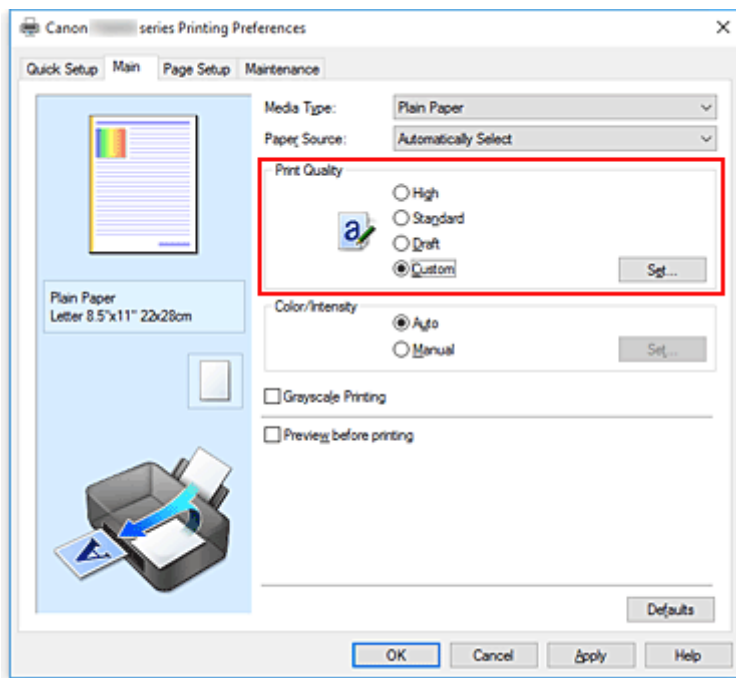 Canon series Printing Preferences
Quick Setup Main Page Setup Maintenance
Media Type: Plain Paper
Paper Source: Automatically Select
Print Quality
High
Standard
a
Draft
Custom Set...
Plain Paper
Letter 8.5"x11" 22x28cm
Color/Intensity
Auto
Manual Set...
Grayscale Printing
Preview before printing
A
Defaults
OK Cancel Apply Help